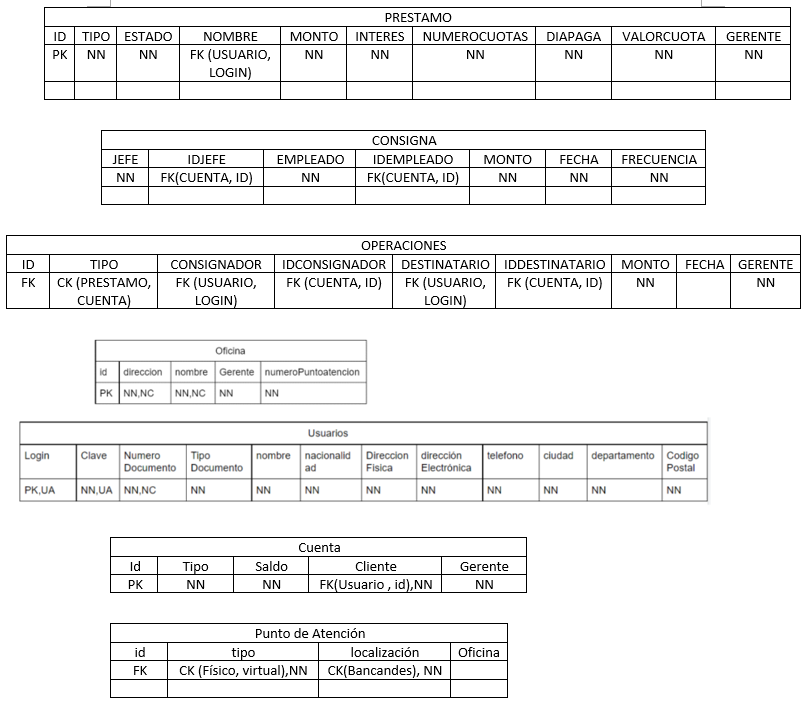 PRESTAMO
ID TIPO ESTADO NOMBRE MONTO INTERES NUMEROCUOTAS DIAPAGA VALORCUOTA GERENTE
PK NN NN FK (USUARIO, NN NN NN NN NN NN
LOGIN)
CONSIGNA
JEFE IDJEFE EMPLEADO IDEMPLEADO MONTO FECHA FRECUENCIA
NN FK(CUENTA, ID) NN FK(CUENTA, ID) NN NN NN
OPERACIONES
ID TIPO CONSIGNADOR IDCONSIGNADOR DESTINATARIO IDDESTINATARIO MONTO FECHA GERENTE
FK CK (PRESTAMO, FK (USUARIO, FK (CUENTA, ID) FK (USUARIO, FK (CUENTA, ID) NN NN
CUENTA) LOGIN) LOGIN)
Oficina
id direccion nombre Gerente numeroPuntoatencion
PK NN,NC NN,NC NN NN
Usuarios
Login Clave Numero Tipo nombre nacionalid Direccion dirección telefono ciudad departamento Codigo
Documento Documento ad Fisica Electrónica Postal
PK,UA NN,UA NN,NC NN NN NN NN NN NN NN NN NN
Cuenta
Id Tipo Saldo Cliente Gerente
PK NN NN FK(Usuario , id),NN NN
Punto de Atención
id tipo localización Oficina
FK CK (Físico, virtual),NN CK(Bancandes), NN